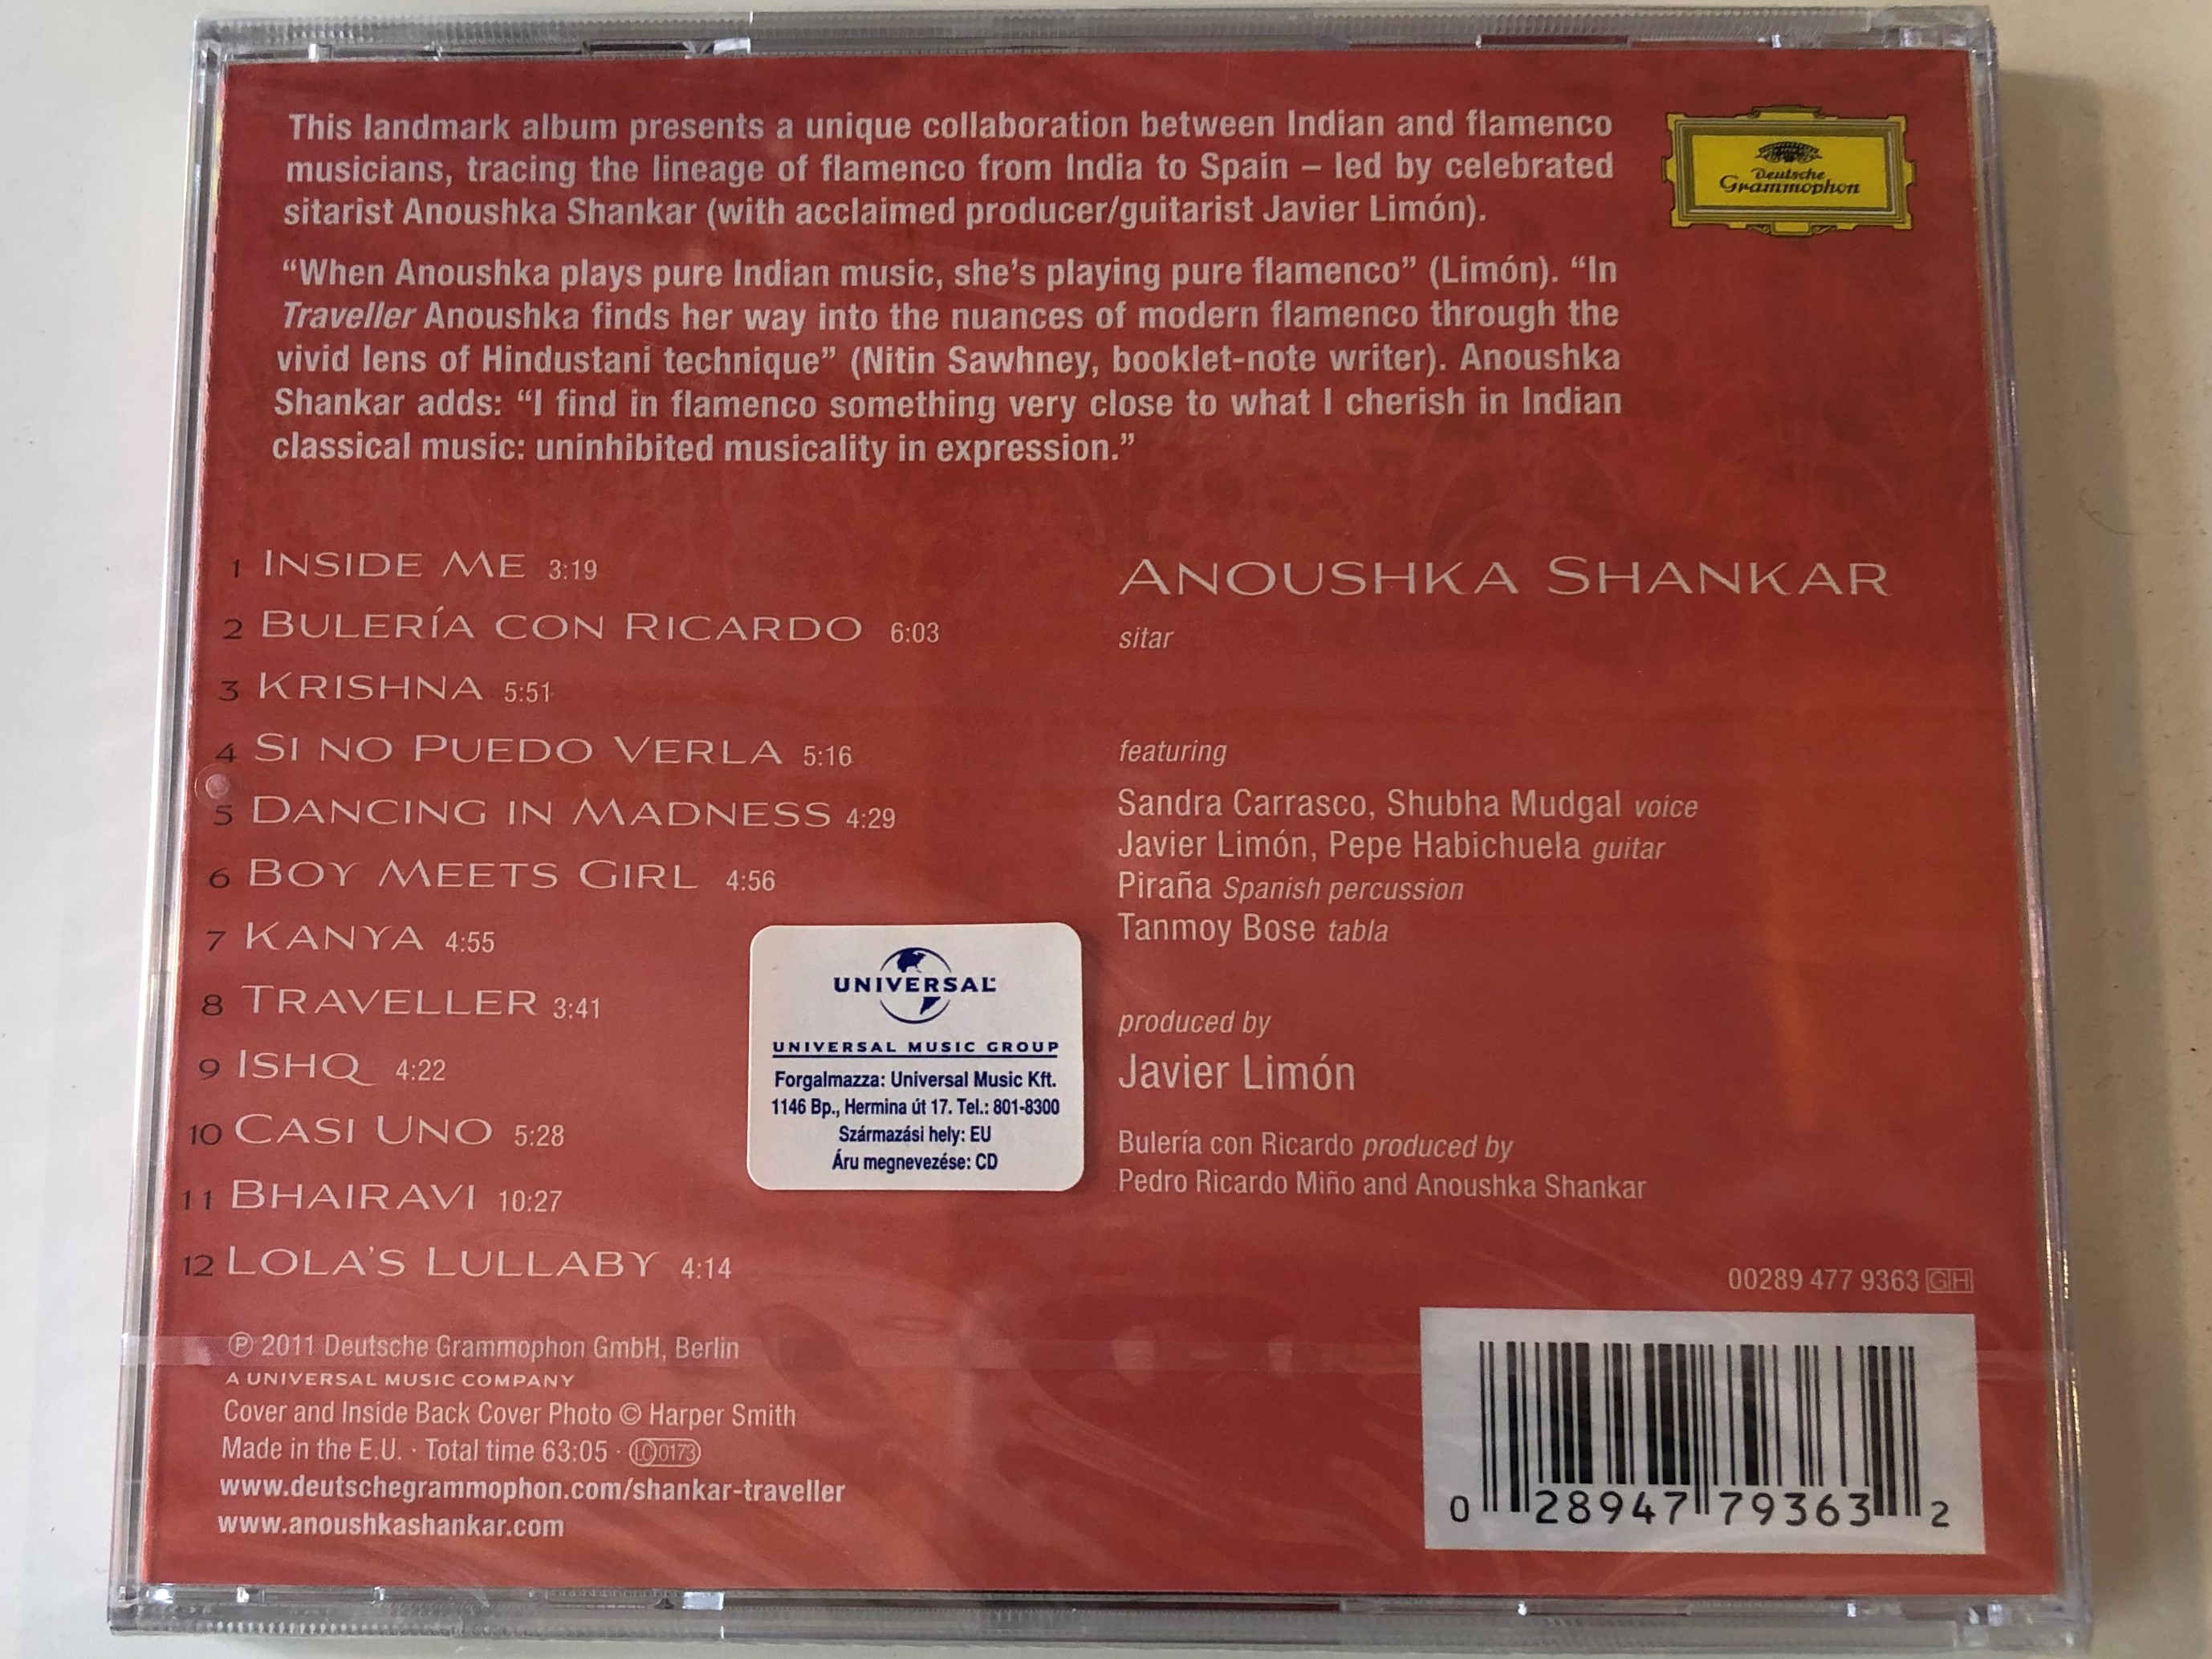 This landmark album presents a unique collaboration between Indian and flamenco
musicians, tracing the lineage of flamenco from India to Spain – led by celebrated
sitarist Anoushka Shankar (with acclaimed producer/guitarist Javier Limón).
“When Anoushka plays pure Indian music, she’s playing pure flamenco” (Limón). “In
Traveller Anoushka finds her way into the nuances of modern flamenco through the
vivid lens of Hindustani technique” (Nitin Sawhney, booklet-note writer). Anoushka
Shankar adds: “I find in flamenco something very close to what I cherish in Indian
classical music: uninhibited musicality in expression.”
Deutsche
Grammophon
1 INSIDE ME 3:19
2 BULERÍA CON RICARDO 6:03
3 KRISHNA 5:51
4 SI NO PUEDO VERLA 5:16
5 DANCING IN MADNESS 4:29
6 BOY MEETS GIRL 4:56
7 KANYA 4:55
8 TRAVELLER 3:41
9 ISHQ 4:22
10 CASI UNO 5:28
11 BHAIRAVI 10:27
12 LOLA’S LULLABY 4:14
ANOUSHKA SHANKAR
sitar
featuring
Sandra Carrasco, Shubha Mudgal voice
Javier Limón, Pepe Habichuela guitar
Piraña Spanish percussion
Tanmoy Bose tabla
produced by
Javier Limón
Bulería con Ricardo produced by
Pedro Ricardo Miño and Anoushka Shankar
UNIVERSAL
UNIVERSAL MUSIC GROUP
Forgalmazza: Universal Music Kft.
1146 Bp., Hermina út 17. Tel.: 801-8300
Származási hely: EU
Áru megnevezése: CD
℗ 2011 Deutsche Grammophon GmbH, Berlin
A UNIVERSAL MUSIC COMPANY
Cover and Inside Back Cover Photo © Harper Smith
Made in the E.U. · Total time 63:05 · LC 0173
www.deutschegrammophon.com/shankar-traveller
www.anoushkashankar.com
00289 477 9363 GH
0 28947 79363 2